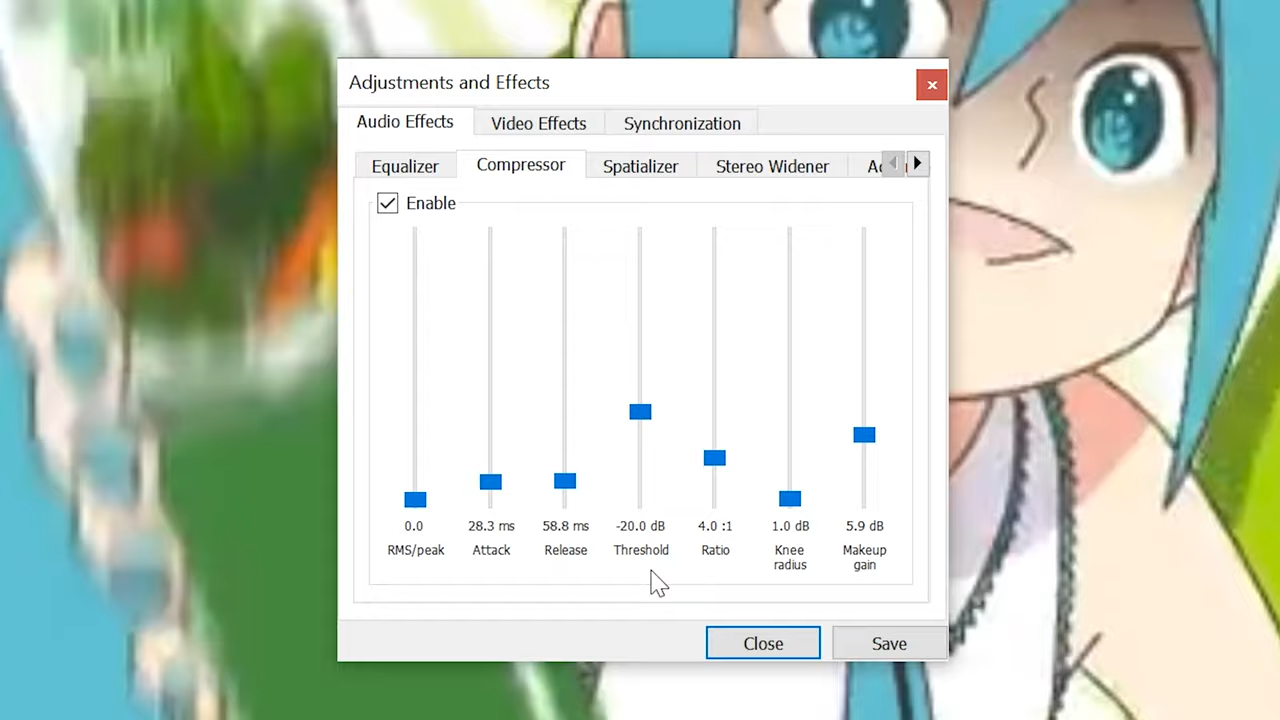 Adjustments and Effects
Audio Effects Video Effects Synchronization
Equalizer Compressor Spatializer Stereo Widener
Enable
0.0 28.3 ms 58.8 ms -20.0 dB 4.0 :1 1.0 dB 5.9 dB
RMS/peak Attack Release Threshold Ratio Knee radius Makeup gain
Close Save